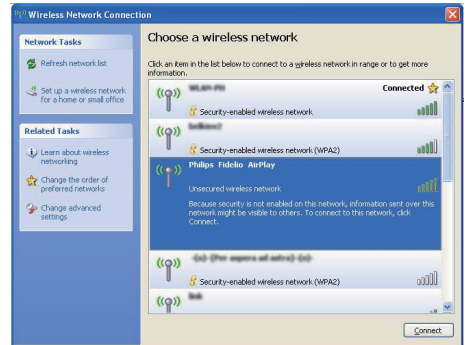 Wireless Network Connection
Network Tasks
Refresh network list
Set up a wireless network
for a home or small office
Related Tasks
Learn about wireless
networking
Change the order of
preferred networks
Change advanced
settings
Choose a wireless network
Click an item in the list below to connect to a wireless network in range or to get more
information.
Connected
Security-enabled wireless network
Security-enabled wireless network (WPA2)
Philips Fidelio AirPlay
Unsecured wireless network
Because security is not enabled on this network, information sent over this
network might be visible to others. To connect to this network, click
Connect.
Security-enabled wireless network (WPA2)
Connect